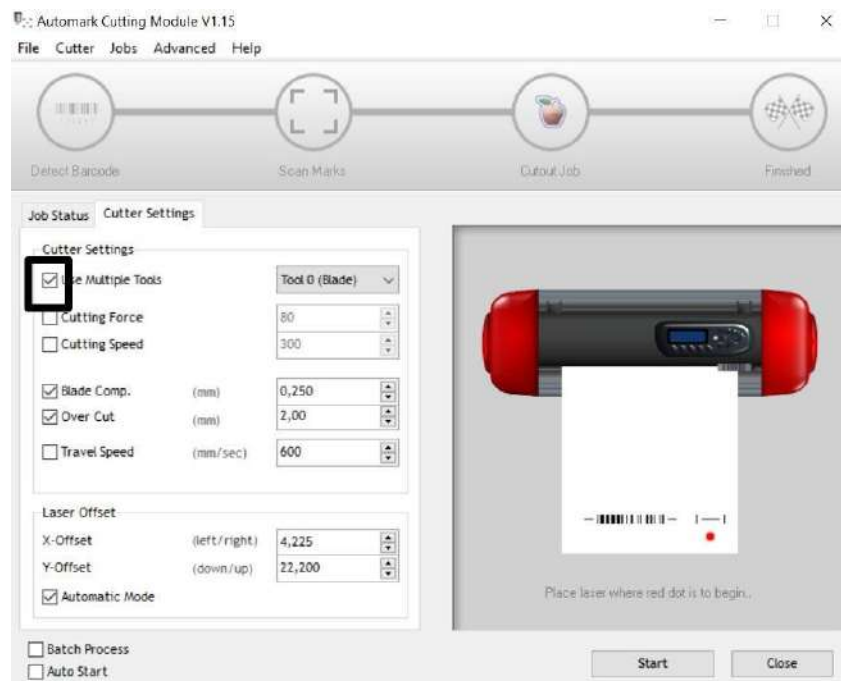 Automark Cutting Module V1.15
File Cutter Jobs Advanced Help
Detect Barcode Scan Marks Cutout Job Finished
Job Status Cutter Settings
Cutter Settings
Use Multiple Tools Tool 0 (Blade)
Cutting Force 80
Cutting Speed 300
Blade Comp. (mm) 0,250
Over Cut (mm) 2,00
Travel Speed (mm/sec) 600
Laser Offset
X-Offset (left/right) 4,225
Y-Offset (down/up) 22,200
Automatic Mode
Place laser where red dot is to begin..
Batch Process
Auto Start
Start Close